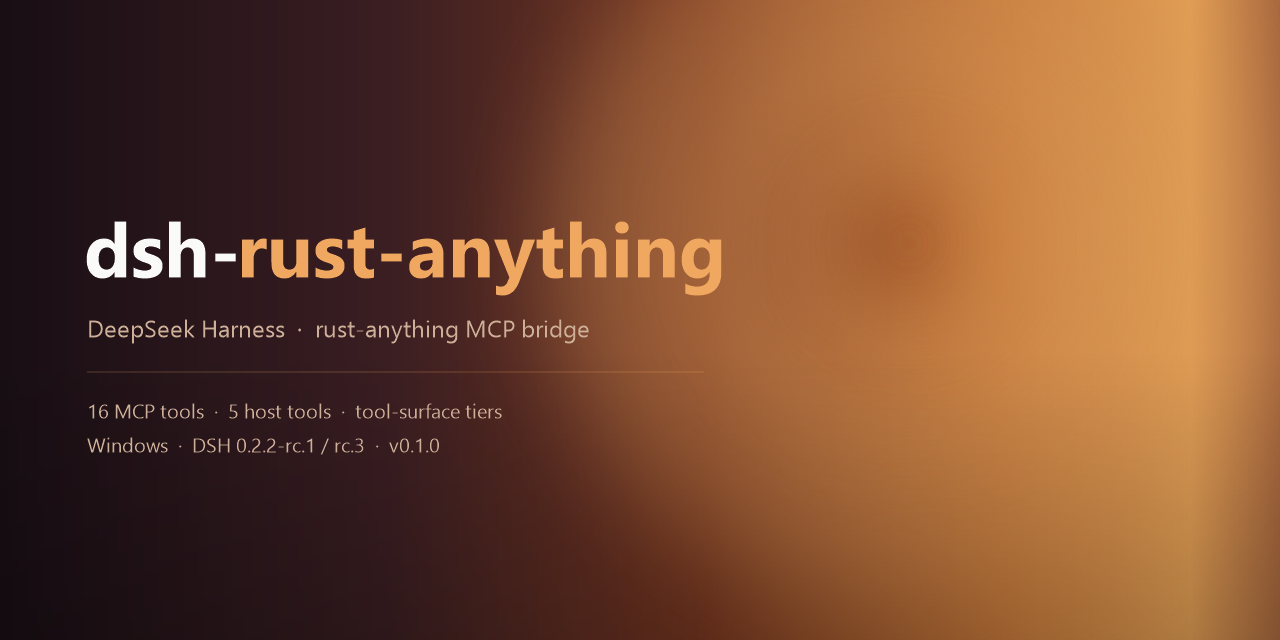 dsh-rust-anything
DeepSeek Harness · rust-anything MCP bridge
16 MCP tools · 5 host tools · tool-surface tiers
Windows · DSH 0.2.2-rc.1 / rc.3 · v0.1.0